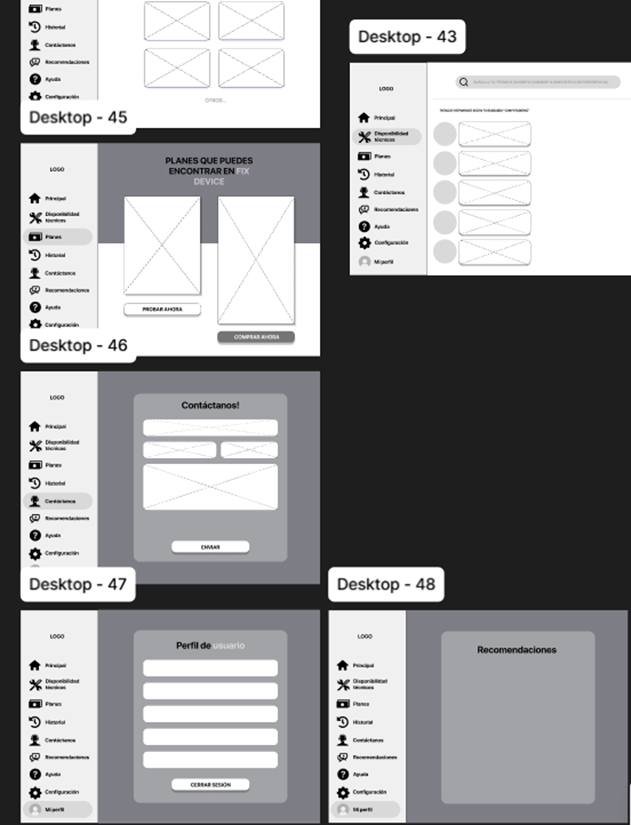 Planes
Historial
Contáctanos
Recomendaciones
Ayuda
Configuración
OTROS...
Desktop - 43
LOGO
Principal
Disponibilidad
técnicos
Planes
Historial
Contáctanos
Recomendaciones
Ayuda
Configuración
Mi perfil
Desktop - 45
LOGO
Principal
Disponibilidad
técnicos
Planes
Historial
Contáctanos
Recomendaciones
Ayuda
Configuración
PLANES QUE PUEDES
ENCONTRAR EN FIX
DEVICE
PROBAR AHORA
COMPRAR AHORA
Desktop - 46
LOGO
Principal
Disponibilidad
técnicos
Planes
Historial
Contáctanos
Recomendaciones
Ayuda
Configuración
Contáctanos!
ENVIAR
Desktop - 47
LOGO
Principal
Disponibilidad
técnicos
Planes
Historial
Contáctanos
Recomendaciones
Ayuda
Configuración
Mi perfil
Perfil de usuario
CERRAR SESIÓN
Desktop - 48
LOGO
Principal
Disponibilidad
técnicos
Planes
Historial
Contáctanos
Recomendaciones
Ayuda
Configuración
Mi perfil
Recomendaciones